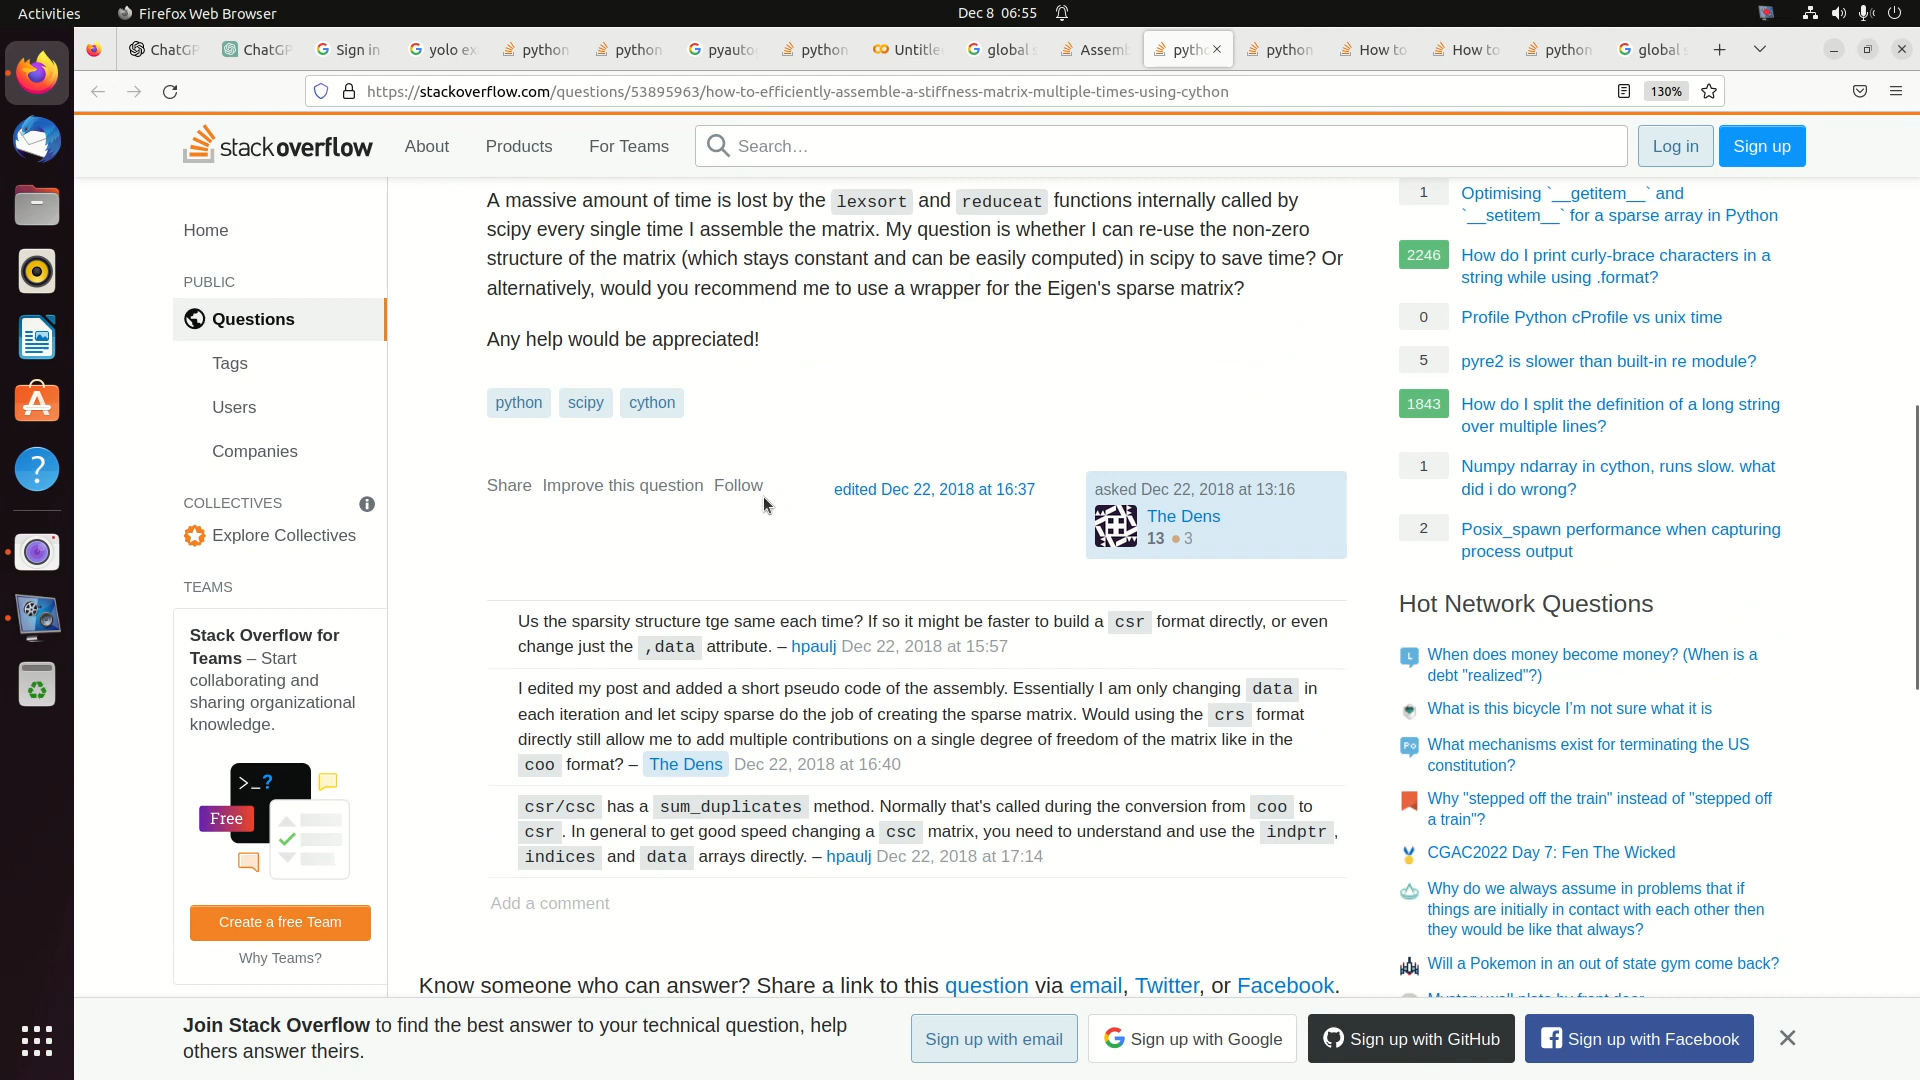 Activities
Firefox Web Browser
Dec 8 06:55
ChatGP
ChatGP
Sign in
yolo ex
python
python
pyauto
python
Untitle
global s
Assem
pytho
python
How to
How to
python
global s
https://stackoverflow.com/questions/53895963/how-to-efficiently-assemble-a-stiffness-matrix-multiple-times-using-cython
130%
stackoverflow
About
Products
For Teams
Search...
Log in
Sign up
Home
PUBLIC
Questions
Tags
Users
Companies
COLLECTIVES
Explore Collectives
TEAMS
Stack Overflow for
Teams – Start
collaborating and
sharing organizational
knowledge.
>_?
Free
Create a free Team
Why Teams?
A massive amount of time is lost by the lexsort and reduceat functions internally called by
scipy every single time I assemble the matrix. My question is whether I can re-use the non-zero
structure of the matrix (which stays constant and can be easily computed) in scipy to save time? Or
alternatively, would you recommend me to use a wrapper for the Eigen's sparse matrix?
Any help would be appreciated!
python
scipy
cython
Share Improve this question Follow
edited Dec 22, 2018 at 16:37
asked Dec 22, 2018 at 13:16
The Dens
13 3
Us the sparsity structure tge same each time? If so it might be faster to build a csr format directly, or even
change just the ,data attribute. – hpaulj Dec 22, 2018 at 15:57
I edited my post and added a short pseudo code of the assembly. Essentially I am only changing data in
each iteration and let scipy sparse do the job of creating the sparse matrix. Would using the crs format
directly still allow me to add multiple contributions on a single degree of freedom of the matrix like in the
coo format? – The Dens Dec 22, 2018 at 16:40
csr/csc has a sum_duplicates method. Normally that's called during the conversion from coo to
csr . In general to get good speed changing a csc matrix, you need to understand and use the indptr ,
indices and data arrays directly. – hpaulj Dec 22, 2018 at 17:14
Add a comment
Know someone who can answer? Share a link to this question via email, Twitter, or Facebook.
1
Optimising `__getitem__` and
`__setitem__` for a sparse array in Python
2246
How do I print curly-brace characters in a
string while using .format?
0
Profile Python cProfile vs unix time
5
pyre2 is slower than built-in re module?
1843
How do I split the definition of a long string
over multiple lines?
1
Numpy ndarray in cython, runs slow. what
did i do wrong?
2
Posix_spawn performance when capturing
process output
Hot Network Questions
When does money become money? (When is a
debt "realized"?)
What is this bicycle I'm not sure what it is
What mechanisms exist for terminating the US
constitution?
Why "stepped off the train" instead of "stepped off
a train"?
CGAC2022 Day 7: Fen The Wicked
Why do we always assume in problems that if
things are initially in contact with each other then
they would be like that always?
Will a Pokemon in an out of state gym come back?
Join Stack Overflow to find the best answer to your technical question, help
others answer theirs.
Sign up with email
Sign up with Google
Sign up with GitHub
Sign up with Facebook